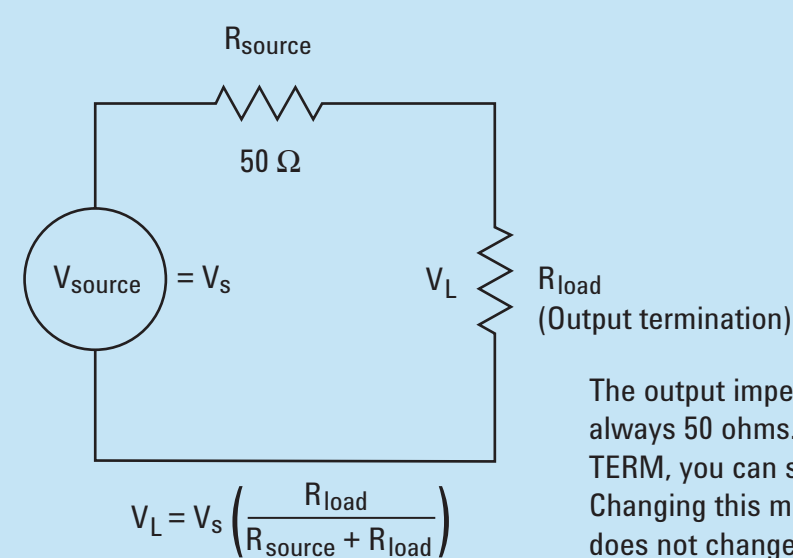 R_source
50 Ω
V_source = V_s
V_L
R_load
(Output termination)
The output impe
always 50 ohms.
TERM, you can s
Changing this m
does not change
V_L = V_s (R_load / (R_source + R_load))